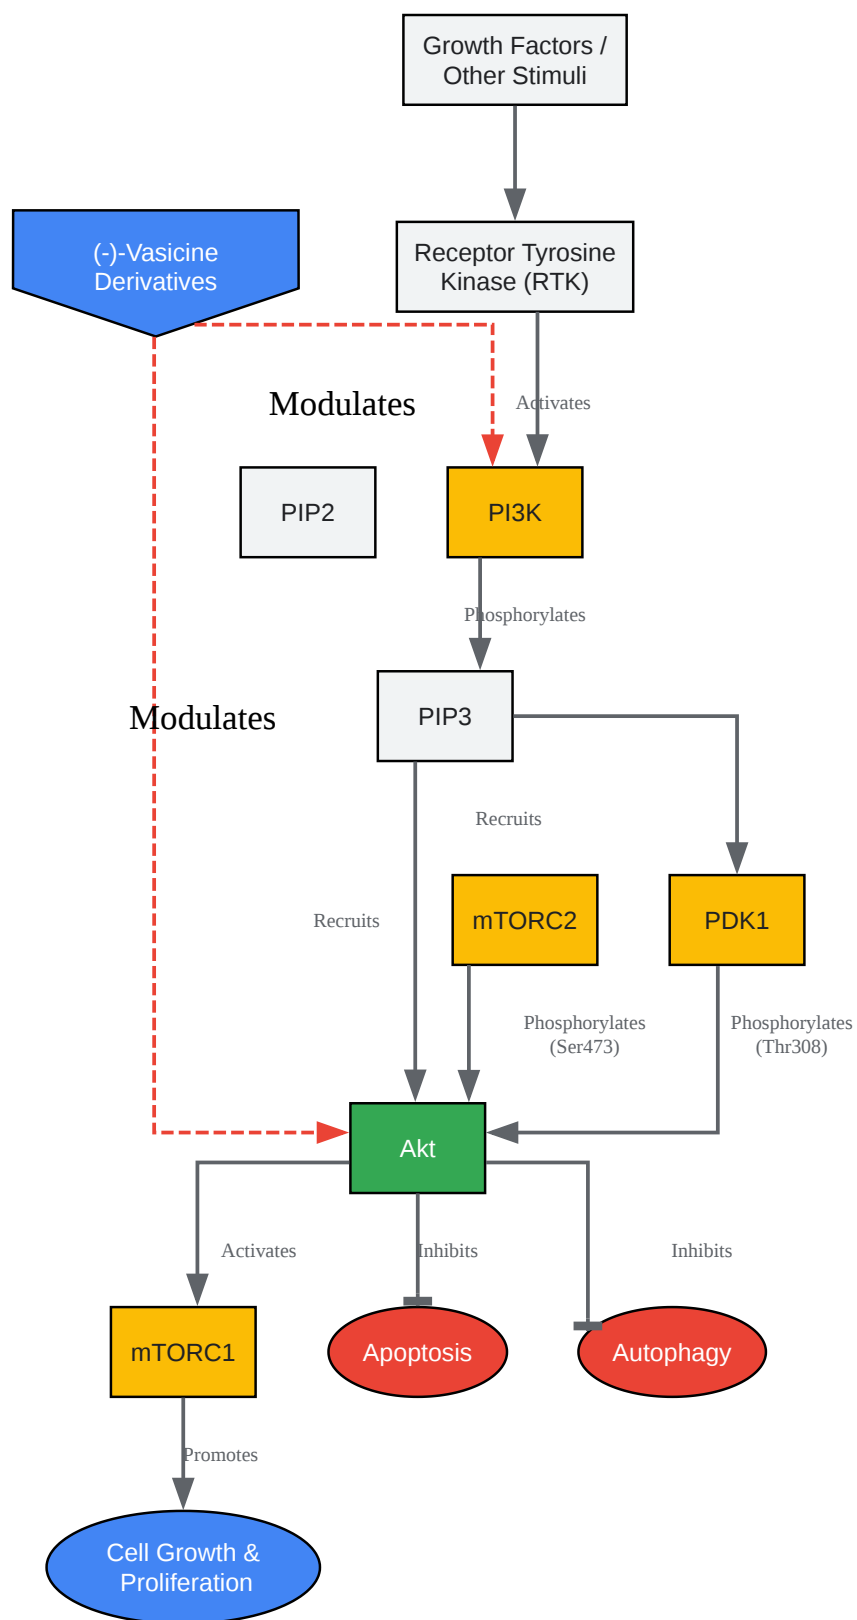 Growth Factors /
Other Stimuli
(-)-Vasicine
Derivatives
Receptor Tyrosine
Kinase (RTK)
Modulates
Activates
PIP2
PI3K
Phosphorylates
PIP3
Modulates
Recruits
Recruits
mTORC2
PDK1
Phosphorylates
(Ser473)
Phosphorylates
(Thr308)
Akt
Activates
Inhibits
Inhibits
mTORC1
Apoptosis
Autophagy
Promotes
Cell Growth &
Proliferation